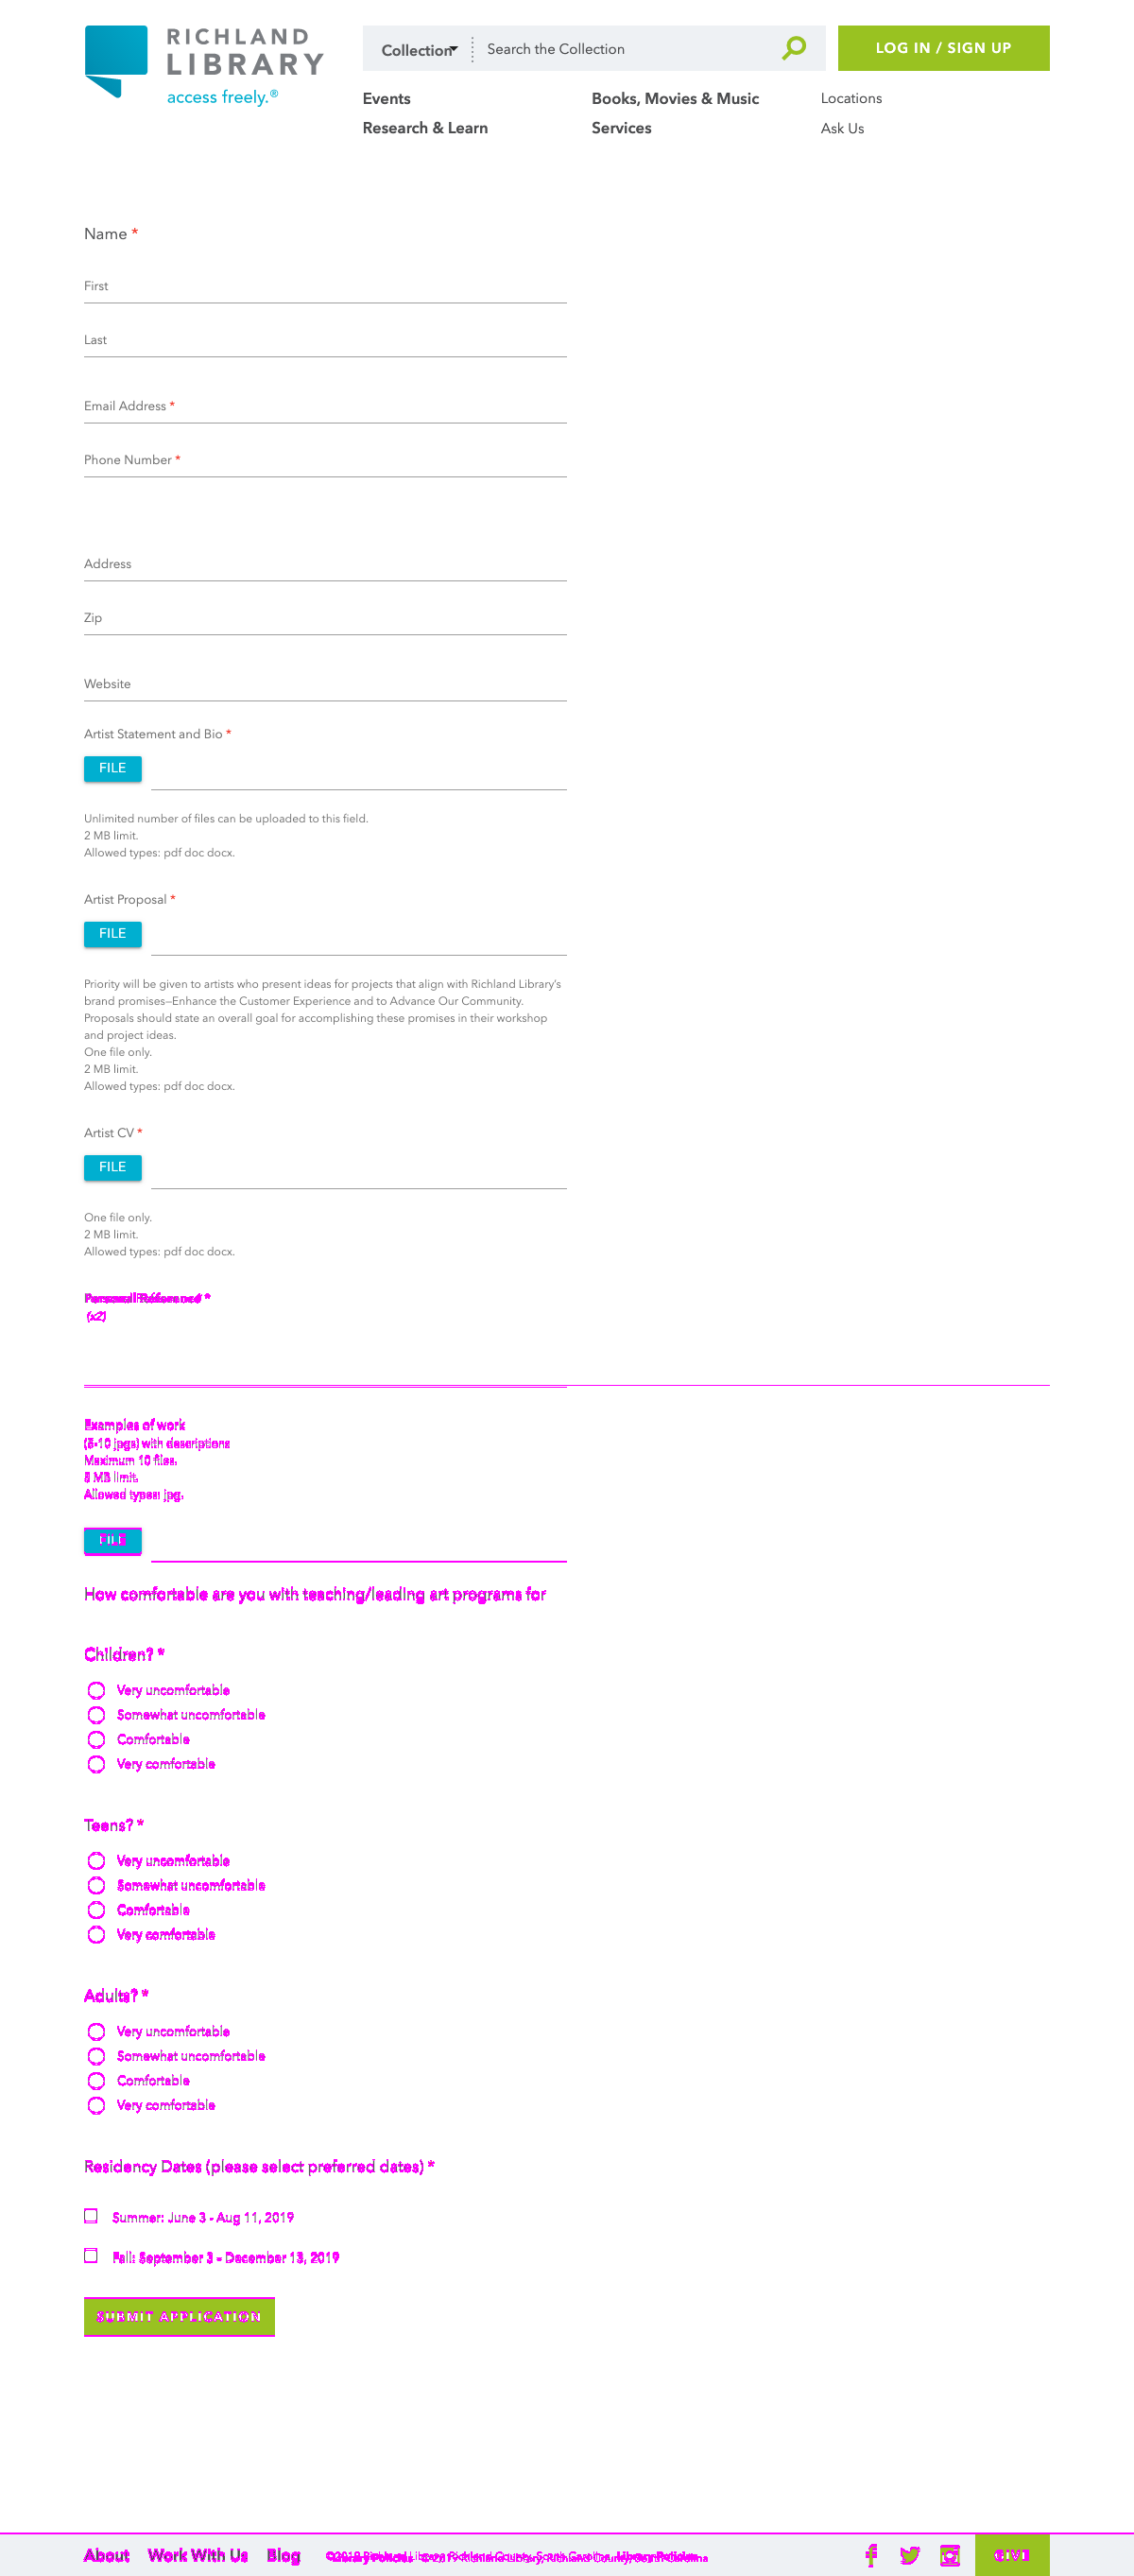 RICHLAND
LIBRARY
access freely.®
Collection
Search the Collection
LOG IN / SIGN UP
Events
Books, Movies & Music
Locations
Research & Learn
Services
Ask Us
Name *
First
Last
Email Address *
Phone Number *
Address
Zip
Website
Artist Statement and Bio *
FILE
Unlimited number of files can be uploaded to this field.
2 MB limit.
Allowed types: pdf doc docx.
Artist Proposal *
FILE
Priority will be given to artists who present ideas for projects that align with Richland Library's
brand promises—Enhance the Customer Experience and to Advance Our Community.
Proposals should state an overall goal for accomplishing these promises in their workshop
and project ideas.
One file only.
2 MB limit.
Allowed types: pdf doc docx.
Artist CV *
FILE
One file only.
2 MB limit.
Allowed types: pdf doc docx.
Personal Reference *
(x2)
Examples of work
jpgs) with descriptions
Maximum 10 files.
MB limit.
Allowed types: jpg.
FILE
How comfortable are you with teaching/leading art programs for
Children? *
Very uncomfortable
Somewhat uncomfortable
Comfortable
Very comfortable
Teens? *
Very uncomfortable
Somewhat uncomfortable
Comfortable
Very comfortable
Adults? *
Very uncomfortable
Somewhat uncomfortable
Comfortable
Very comfortable
Residency Dates (please select preferred dates) *
Summer: June 3 - Aug 11, 2019
Fall: September 3 - December 13, 2019
SUBMIT APPLICATION
About
Work With Us
Blog
Richland Library, Richland County, South Carolina
Library Policies
GIVE